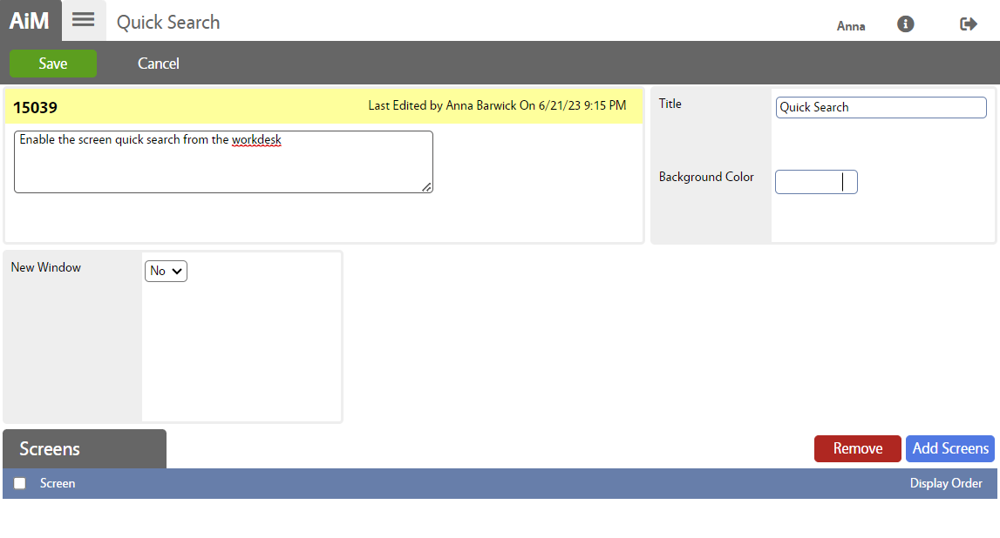 AiM
Quick Search
Anna
Save
Cancel
15039
Last Edited by Anna Barwick On 6/21/23 9:15 PM
Enable the screen quick search from the workdesk
Title
Quick Search
Background Color
New Window
No
Screens
Remove
Add Screens
Screen
Display Order